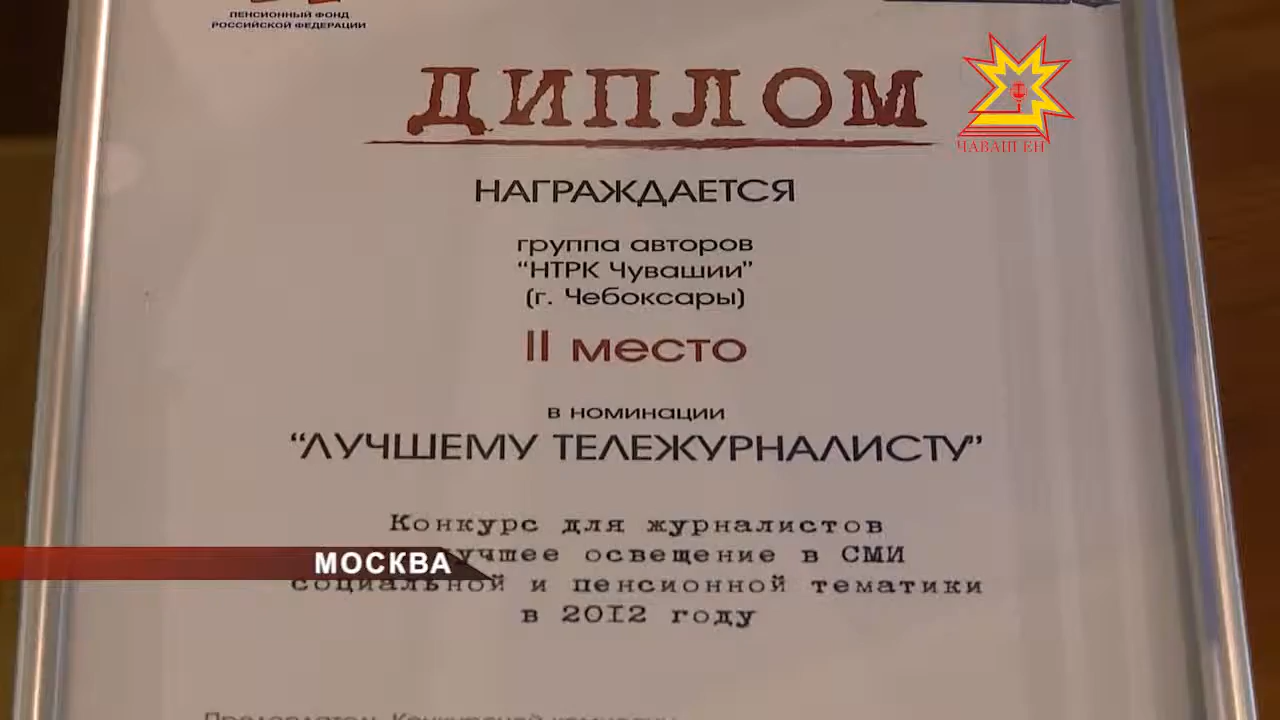 ПЕНСИОННЫЙ ФОНД
РОССИЙСКОЙ ФЕДЕРАЦИИ
ДИПЛОМ
ЧАВАШ ЕН
НАГРАЖДАЕТСЯ
группа авторов
“НТРК Чувашии”
(г. Чебоксары)
II место
в номинации
“ЛУЧШЕМУ ТЕЛЕЖУРНАЛИСТУ”
Конкурс для журналистов
МОСКВА
освещение в СМИ
социальной и пенсионной тематики
в 2012 году